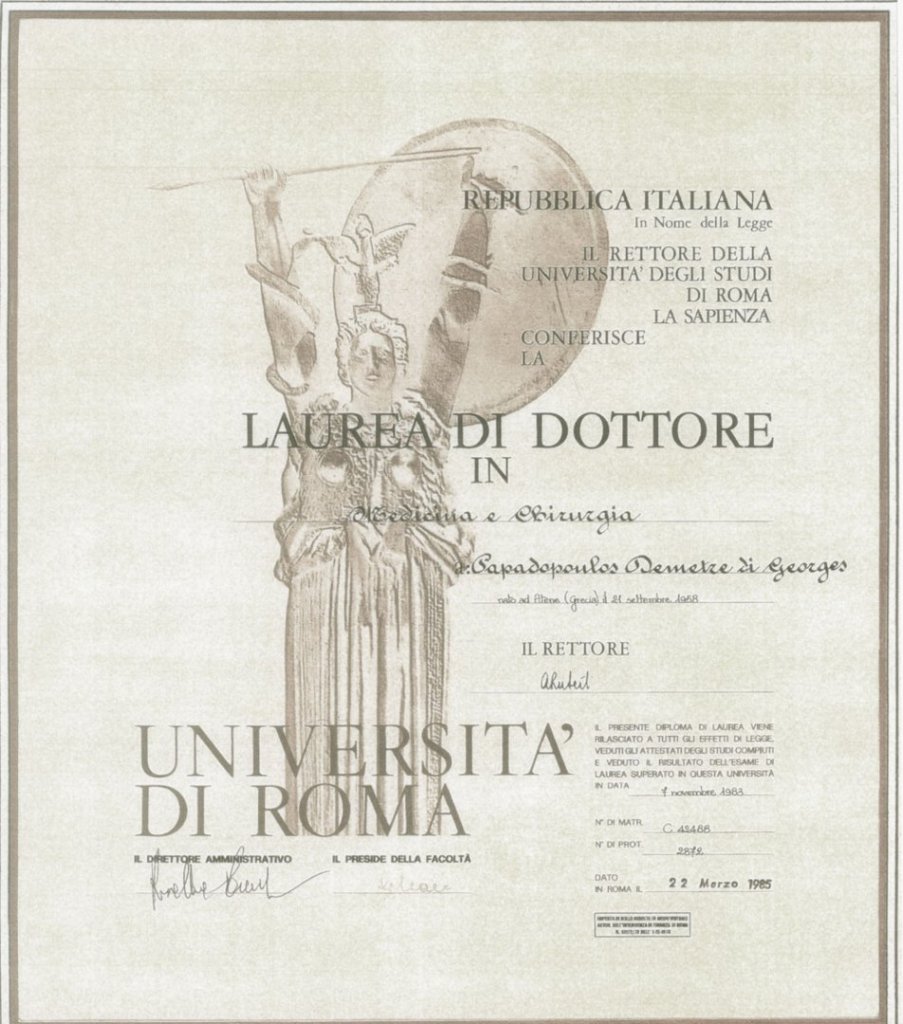 REPUBBLICA ITALIANA
In Nome della Legge
IL RETTORE DELLA
UNIVERSITA' DEGLI STUDI
DI ROMA
LA SAPIENZA
CONFERISCE
LA
LAUREA DI DOTTORE
IN
Medicina e Chirurgia
a: Papadopoulos Demetre di Georges
nato ad Atene (Grecia) il 21 settembre 1958
IL RETTORE
UNIVERSITA'
DI ROMA
IL DIRETTORE AMMINISTRATIVO
IL PRESIDE DELLA FACOLTÀ
IL PRESENTE DIPLOMA DI LAUREA VIENE
RILASCIATO A TUTTI GLI EFFETTI DI LEGGE,
VEDUTI GLI ATTESTATI DEGLI STUDI COMPIUTI
E VEDUTO IL RISULTATO DELL'ESAME DI
LAUREA SUPERATO IN QUESTA UNIVERSITÀ
IN DATA 7 novembre 1983
N° DI MATR. C 42488
N° DI PROT. 2872
DATO
IN ROMA IL 22 Marzo 1985